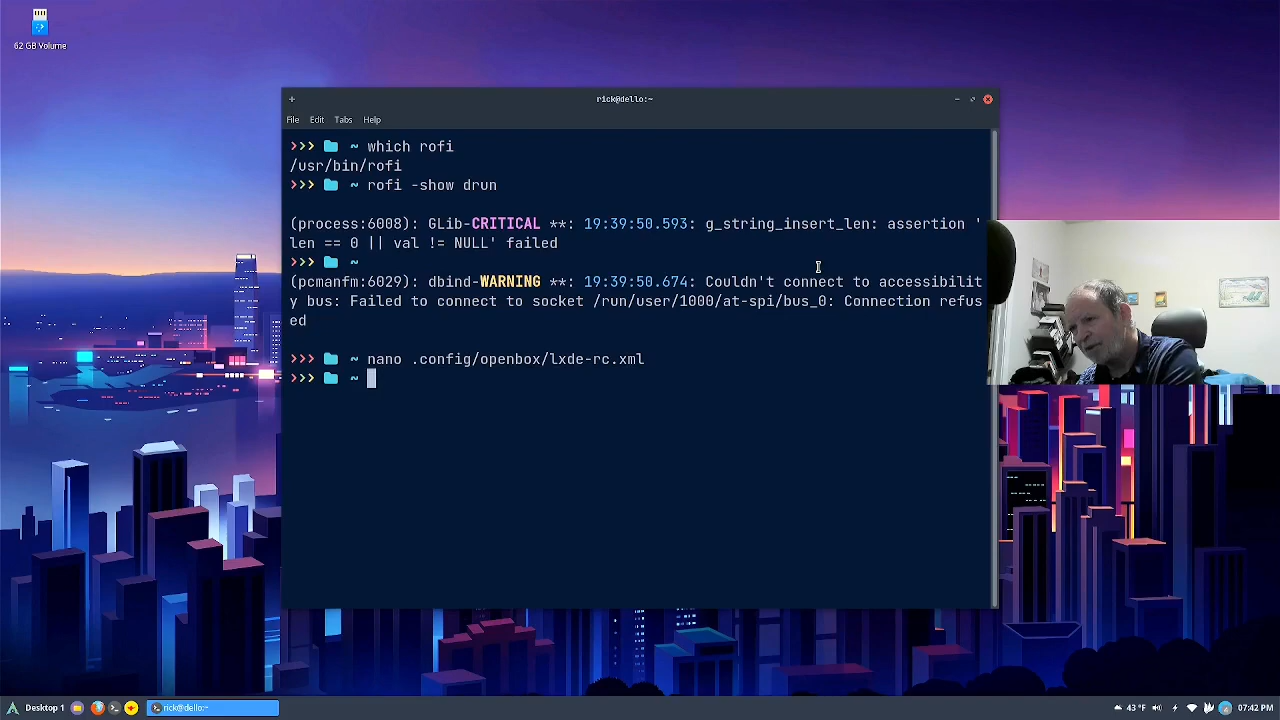 62 GB Volume
+ rick@dello:~
File Edit Tabs Help
>>> ~ which rofi
/usr/bin/rofi
>>> ~ rofi -show drun
(process:6008): GLib-CRITICAL **: 19:39:50.593: g_string_insert_len: assertion '
len == 0 || val != NULL' failed
>>> ~
(pcmanfm:6029): dbind-WARNING **: 19:39:50.674: Couldn't connect to accessibilit
y bus: Failed to connect to socket /run/user/1000/at-spi/bus_0: Connection refus
ed
>>> ~ nano .config/openbox/lxde-rc.xml
>>> ~
Desktop 1 rick@dello:~ 43 °F 07:42 PM